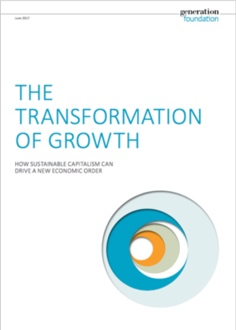 June 2017
generation
foundation
THE
TRANSFORMATION
OF GROWTH
HOW SUSTAINABLE CAPITALISM CAN
DRIVE A NEW ECONOMIC ORDER